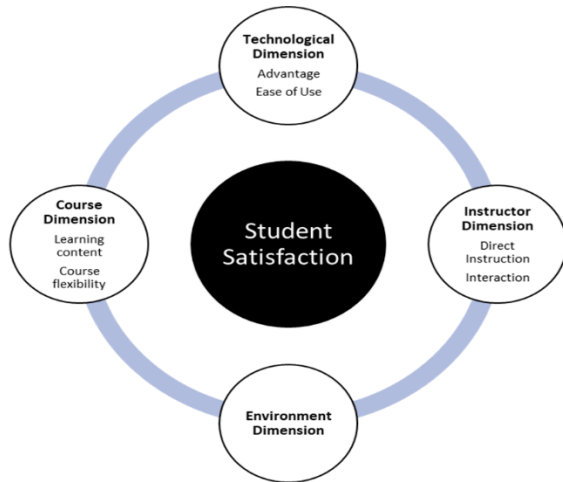 Technological
Dimension
Advantage
Ease of Use
Course
Dimension
Learning
content
Course
flexibility
Student
Satisfaction
Instructor
Dimension
Direct
Instruction
Interaction
Environment
Dimension